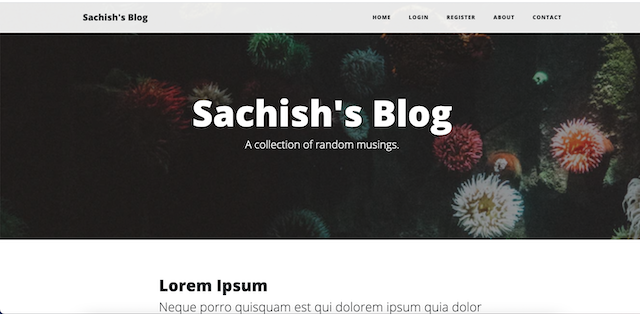 Sachish's Blog
HOME LOGIN REGISTER ABOUT CONTACT
Sachish's Blog
A collection of random musings.
Lorem Ipsum
Neque porro quisquam est qui dolorem ipsum quia dolor